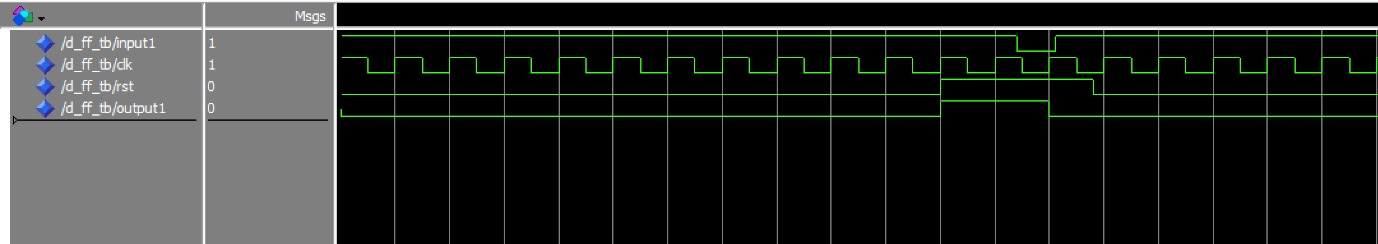 Msgs
/d_ff_tb/input1 1
/d_ff_tb/clk 1
/d_ff_tb/rst 0
/d_ff_tb/output1 0